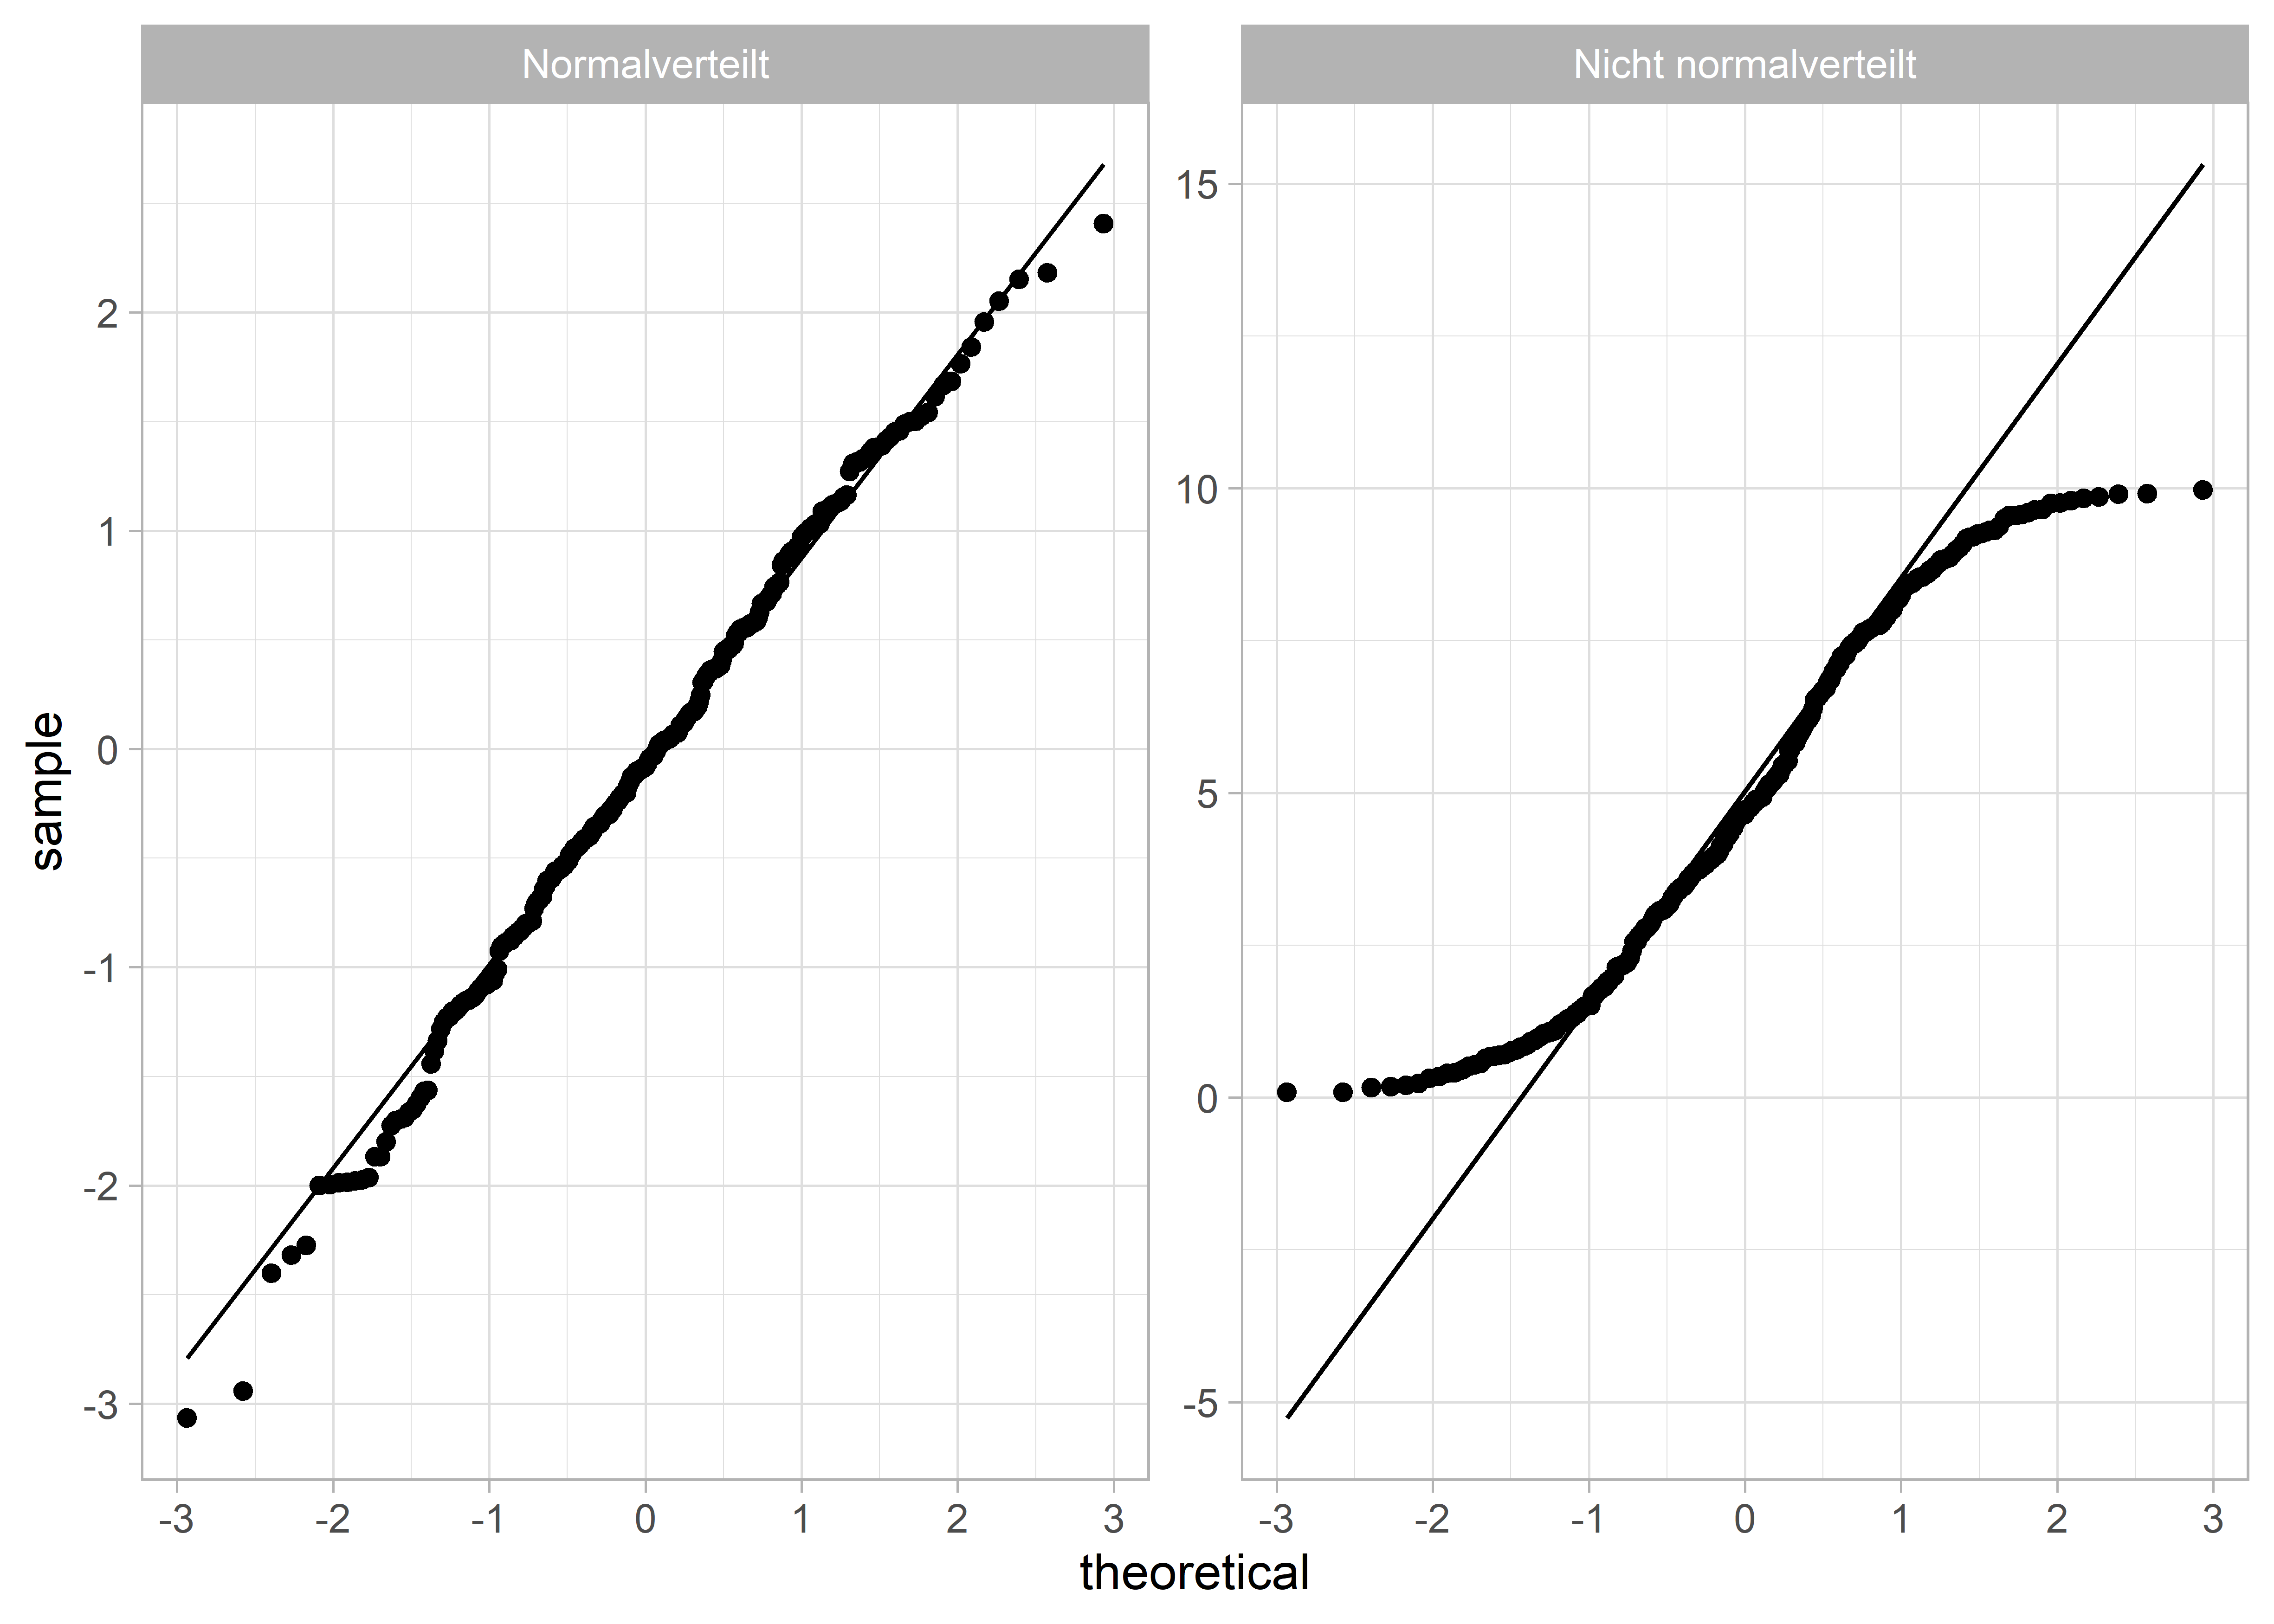 Normalverteilt
Nicht normalverteilt
sample
2
1
0
-1
-2
-3
15
10
5
0
-5
-3 -2 -1 0 1 2 3
-3 -2 -1 0 1 2 3
theoretical